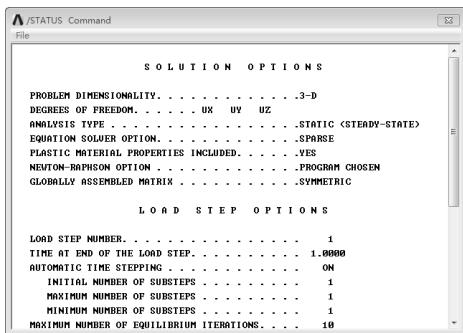 /STATUS Command
File
S O L U T I O N   O P T I O N S
PROBLEM DIMENSIONALITY. . . . . . . . . . . . .3-D
DEGREES OF FREEDOM. . . . . . UX   UY   UZ
ANALYSIS TYPE . . . . . . . . . . . . . . . . .STATIC (STEADY-STATE)
EQUATION SOLVER OPTION. . . . . . . . . . . . .SPARSE
PLASTIC MATERIAL PROPERTIES INCLUDED. . . . . .YES
NEWTON-RAPHSON OPTION . . . . . . . . . . . . .PROGRAM CHOSEN
GLOBALLY ASSEMBLED MATRIX . . . . . . . . . . .SYMMETRIC
L O A D   S T E P   O P T I O N S
LOAD STEP NUMBER. . . . . . . . . . . . . . . .     1
TIME AT END OF THE LOAD STEP. . . . . . . . . .  1.0000
AUTOMATIC TIME STEPPING . . . . . . . . . . . .    ON
INITIAL NUMBER OF SUBSTEPS . . . . . . . . .     1
MAXIMUM NUMBER OF SUBSTEPS . . . . . . . . .     1
MINIMUM NUMBER OF SUBSTEPS . . . . . . . . .     1
MAXIMUM NUMBER OF EQUILIBRIUM ITERATIONS. . . .    10